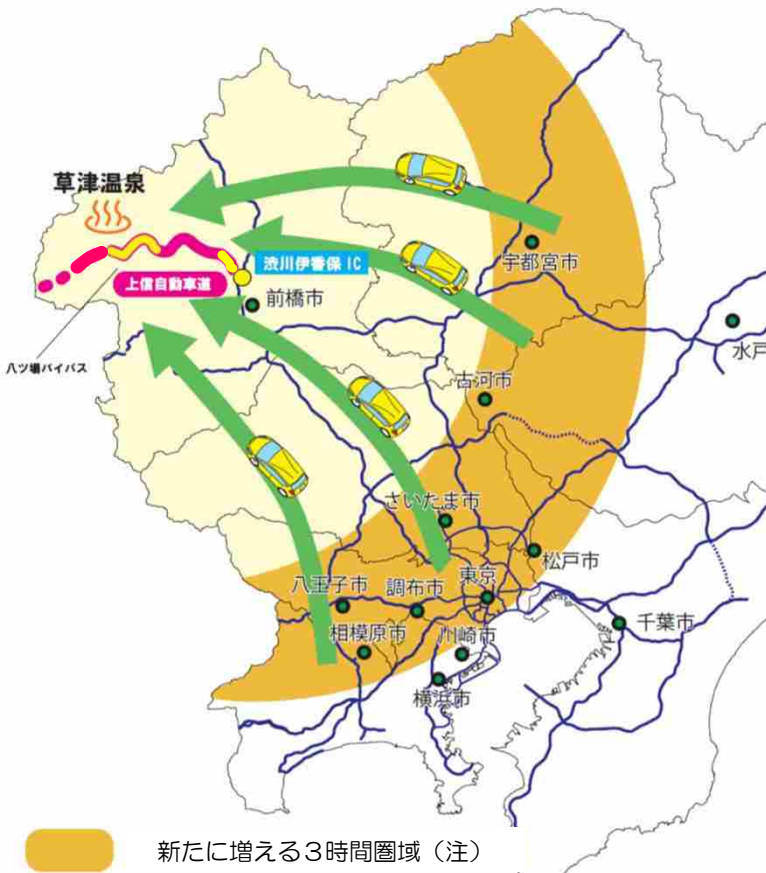 草津温泉
渋川伊香保 IC
宇都宮市
上信自動車道
前橋市
水戸
八ツ場バイパス
古河市
さいたま市
松戸市
八王子市
調布市
東京
千葉市
相模原市
川崎市
横浜市
新たに増える３時間圏域（注）